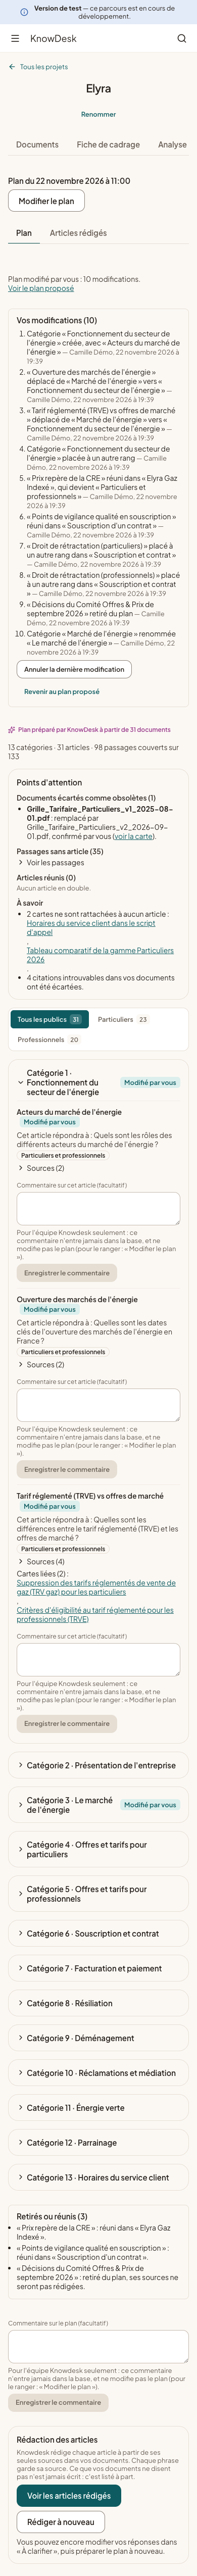 Version de test — ce parcours est en cours de
déploiement.
KnowDesk
Tous les projets
Elyra
Renommer
Documents
Fiche de cadrage
Analyse
Plan du 22 novembre 2026 à 11:00
Modifier le plan
Plan
Articles rédigés
Plan modifié par vous : 10 modifications.
Voir le plan proposé
Vos modifications (10)
1. Catégorie « Fonctionnement du secteur de
l'énergie » créée, avec « Acteurs du marché de
l'énergie » — Camille Démo, 22 novembre 2026 à
19:39
2. « Ouverture des marchés de l'énergie »
déplacé de « Marché de l'énergie » vers «
Fonctionnement du secteur de l'énergie » —
Camille Démo, 22 novembre 2026 à 19:39
3. « Tarif réglementé (TRVE) vs offres de marché
» déplacé de « Marché de l'énergie » vers «
Fonctionnement du secteur de l'énergie » —
Camille Démo, 22 novembre 2026 à 19:39
4. Catégorie « Fonctionnement du secteur de
l'énergie » placée à un autre rang — Camille
Démo, 22 novembre 2026 à 19:39
5. « Prix repère de la CRE » réuni dans « Elyra Gaz
Indexé », qui devient « Particuliers et
professionnels » — Camille Démo, 22 novembre
2026 à 19:39
6. « Points de vigilance qualité en souscription »
réuni dans « Souscription d'un contrat » —
Camille Démo, 22 novembre 2026 à 19:39
7. « Droit de rétractation (particuliers) » placé à
un autre rang dans « Souscription et contrat »
— Camille Démo, 22 novembre 2026 à 19:39
8. « Droit de rétractation (professionnels) » placé
à un autre rang dans « Souscription et contrat
» — Camille Démo, 22 novembre 2026 à 19:39
9. « Décisions du Comité Offres & Prix de
septembre 2026 » retiré du plan — Camille
Démo, 22 novembre 2026 à 19:39
10. Catégorie « Marché de l'énergie » renommée
« Le marché de l'énergie » — Camille Démo, 22
novembre 2026 à 19:39
Annuler la dernière modification
Revenir au plan proposé
Plan préparé par KnowDesk à partir de 31 documents
13 catégories · 31 articles · 98 passages couverts sur
133
Points d'attention
Documents écartés comme obsolètes (1)
• Grille_Tarifaire_Particuliers_v1_2025-08-
01.pdf : remplacé par
Grille_Tarifaire_Particuliers_v2_2026-09-
01.pdf, confirmé par vous (voir la carte).
Passages sans article (35)
Voir les passages
Articles réunis (0)
Aucun article en double.
À savoir
• 2 cartes ne sont rattachées à aucun article :
Horaires du service client dans le script
d'appel
,
Tableau comparatif de la gamme Particuliers
2026
.
• 4 citations introuvables dans vos documents
ont été écartées.
Tous les publics 31
Particuliers 23
Professionnels 20
Catégorie 1 ·
Fonctionnement du
secteur de l'énergie
Modifié par vous
Acteurs du marché de l'énergie
Modifié par vous
Cet article répondra à : Quels sont les rôles des
différents acteurs du marché de l'énergie ?
Particuliers et professionnels
Sources (2)
Commentaire sur cet article (facultatif)
Pour l'équipe Knowdesk seulement : ce
commentaire n'entre jamais dans la base, et ne
modifie pas le plan (pour le ranger : « Modifier le plan
»).
Enregistrer le commentaire
Ouverture des marchés de l'énergie
Modifié par vous
Cet article répondra à : Quelles sont les dates
clés de l'ouverture des marchés de l'énergie en
France ?
Particuliers et professionnels
Sources (2)
Commentaire sur cet article (facultatif)
Pour l'équipe Knowdesk seulement : ce
commentaire n'entre jamais dans la base, et ne
modifie pas le plan (pour le ranger : « Modifier le plan
»).
Enregistrer le commentaire
Tarif réglementé (TRVE) vs offres de marché
Modifié par vous
Cet article répondra à : Quelles sont les
différences entre le tarif réglementé (TRVE) et les
offres de marché ?
Particuliers et professionnels
Sources (4)
Cartes liées (2) :
Suppression des tarifs réglementés de vente de
gaz (TRV gaz) pour les particuliers
,
Critères d'éligibilité au tarif réglementé pour les
professionnels (TRVE)
Commentaire sur cet article (facultatif)
Pour l'équipe Knowdesk seulement : ce
commentaire n'entre jamais dans la base, et ne
modifie pas le plan (pour le ranger : « Modifier le plan
»).
Enregistrer le commentaire
Catégorie 2 · Présentation de l'entreprise
Catégorie 3 · Le marché
de l'énergie
Modifié par vous
Catégorie 4 · Offres et tarifs pour
particuliers
Catégorie 5 · Offres et tarifs pour
professionnels
Catégorie 6 · Souscription et contrat
Catégorie 7 · Facturation et paiement
Catégorie 8 · Résiliation
Catégorie 9 · Déménagement
Catégorie 10 · Réclamations et médiation
Catégorie 11 · Énergie verte
Catégorie 12 · Parrainage
Catégorie 13 · Horaires du service client
Retirés ou réunis (3)
• « Prix repère de la CRE » : réuni dans « Elyra Gaz
Indexé ».
• « Points de vigilance qualité en souscription » :
réuni dans « Souscription d'un contrat ».
• « Décisions du Comité Offres & Prix de
septembre 2026 » : retiré du plan, ses sources ne
seront pas rédigées.
Commentaire sur le plan (facultatif)
Pour l'équipe Knowdesk seulement : ce commentaire
n'entre jamais dans la base, et ne modifie pas le plan (pour
le ranger : « Modifier le plan »).
Enregistrer le commentaire
Rédaction des articles
Knowdesk rédige chaque article à partir de ses
seules sources dans vos documents. Chaque phrase
garde sa source. Ce que vos documents ne disent
pas n'est jamais écrit : c'est listé à part.
Voir les articles rédigés
Rédiger à nouveau
Vous pouvez encore modifier vos réponses dans
« À clarifier », puis préparer le plan à nouveau.